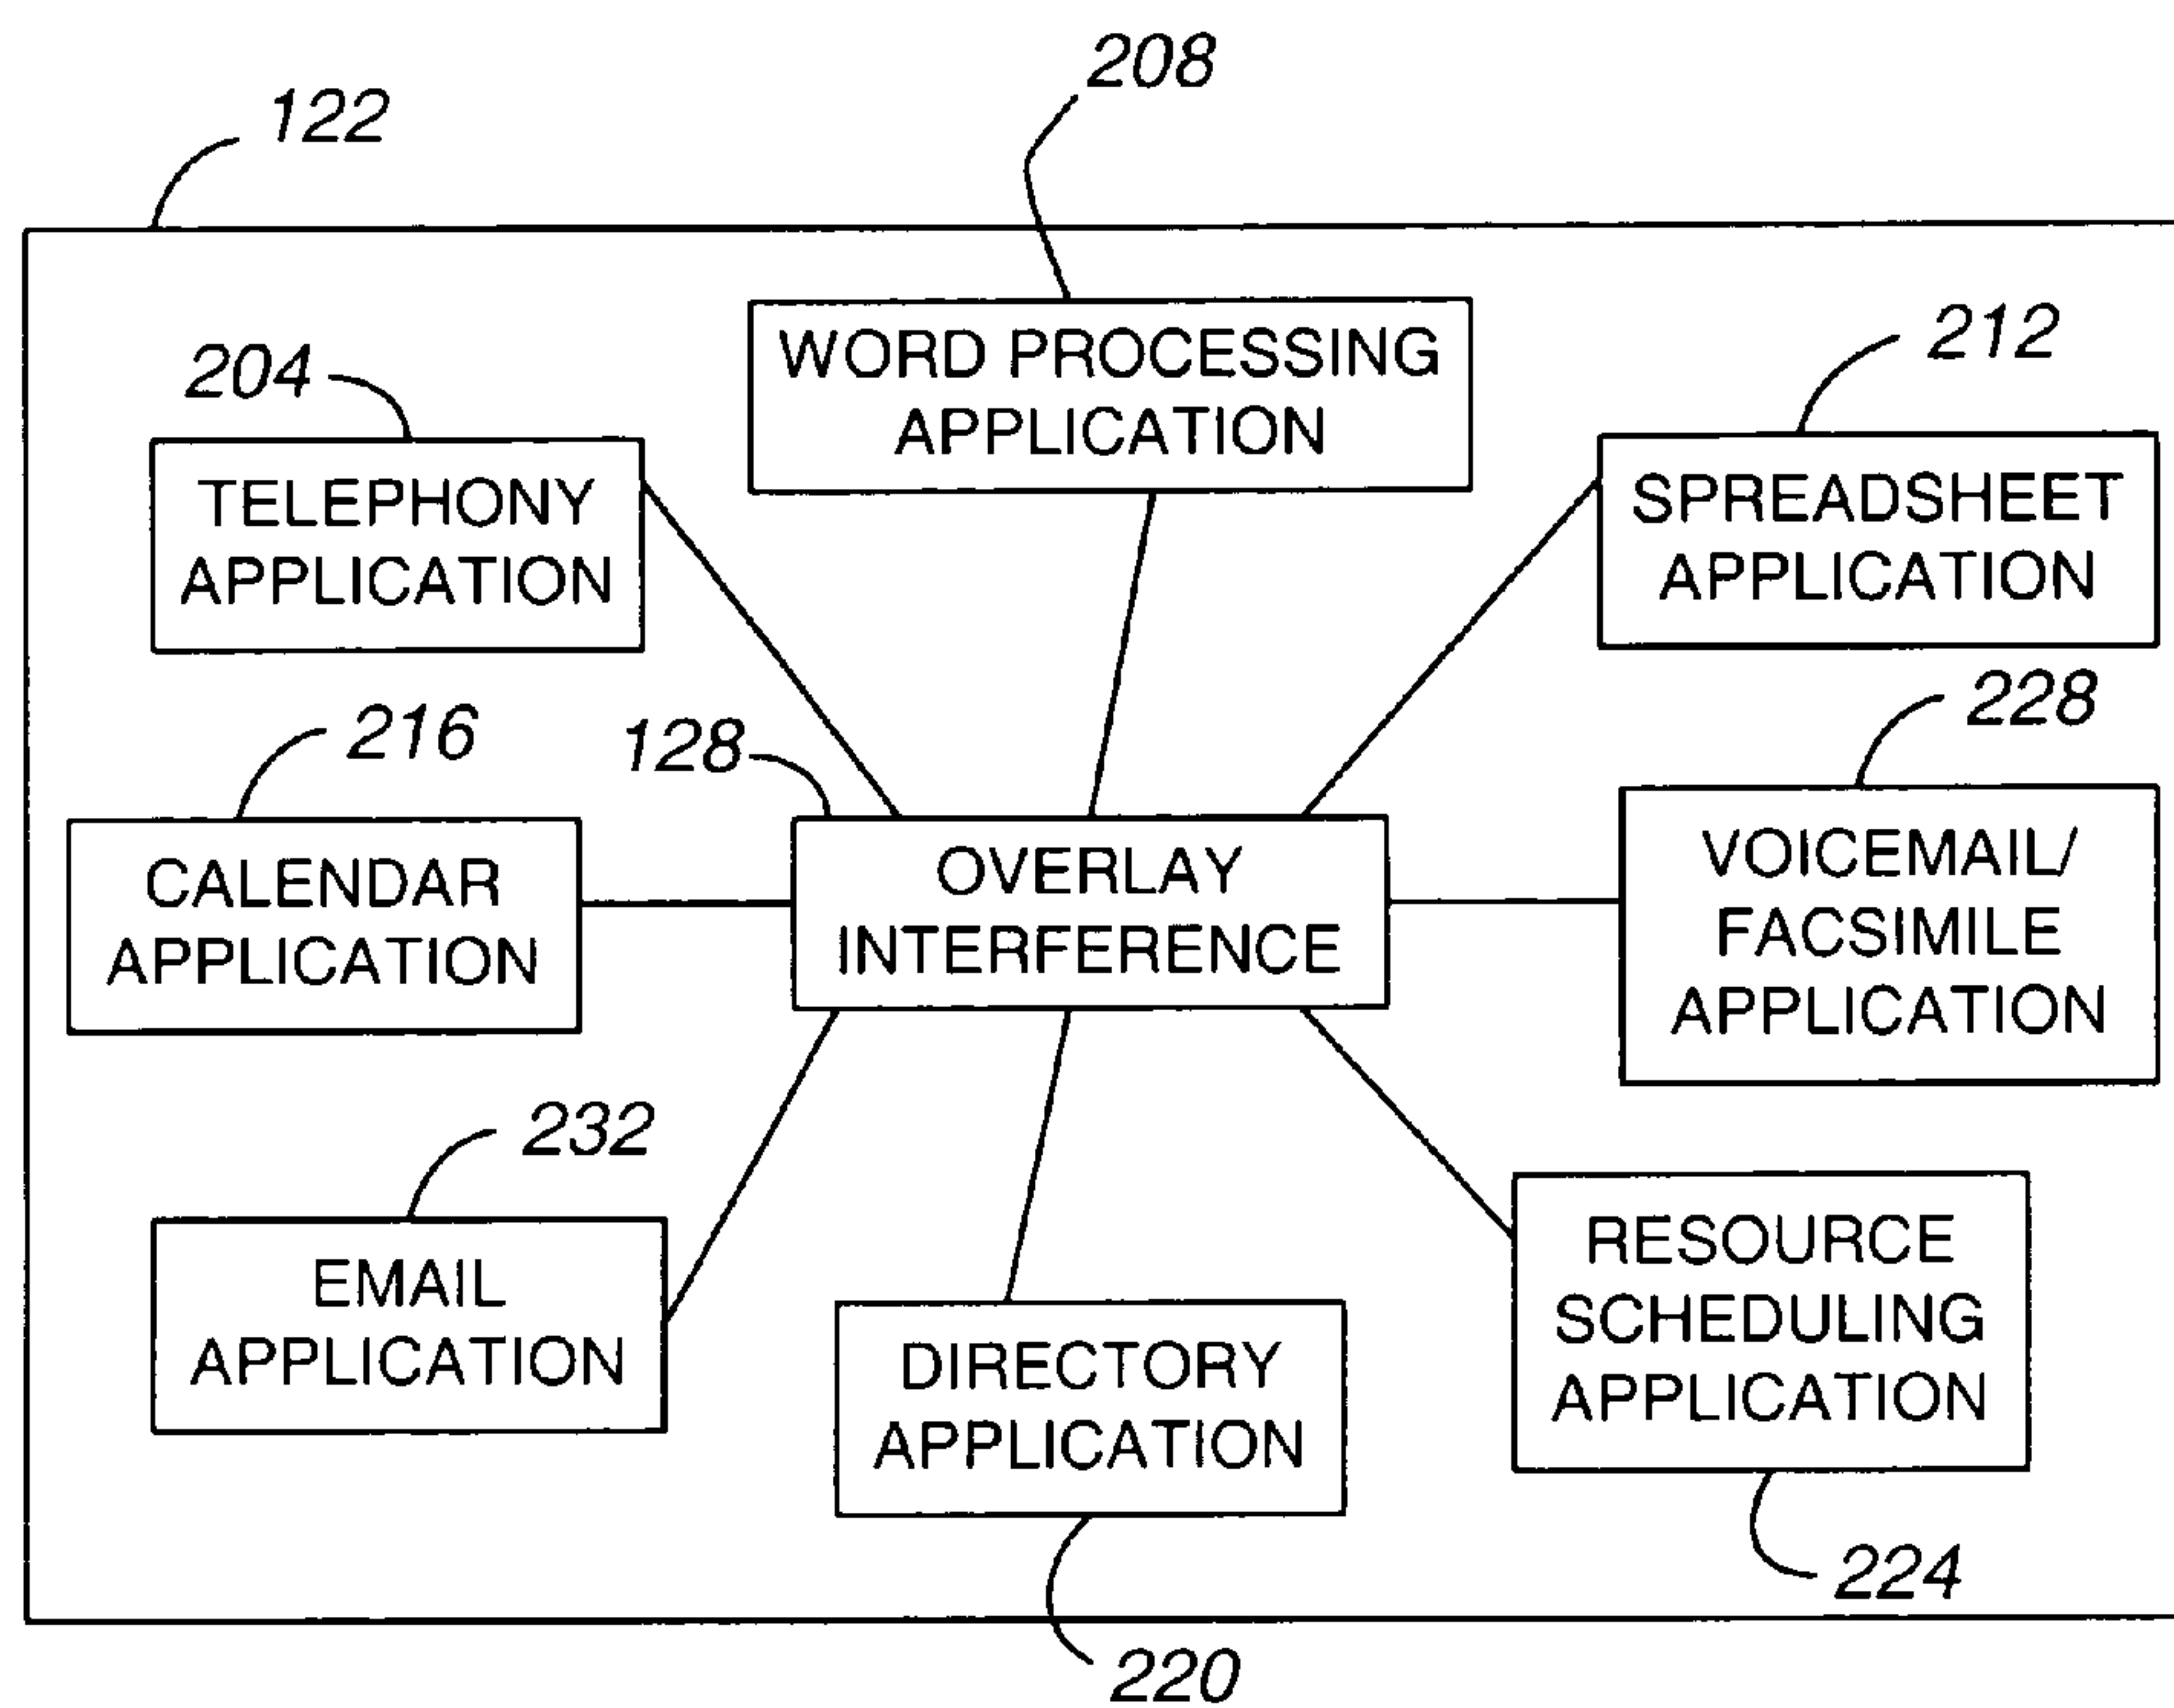 208
122
WORD PROCESSING
APPLICATION
212
204
TELEPHONY
APPLICATION
SPREADSHEET
APPLICATION
216
128
228
CALENDAR
APPLICATION
OVERLAY
INTERFERENCE
VOICEMAIL/
FACSIMILE
APPLICATION
232
EMAIL
APPLICATION
DIRECTORY
APPLICATION
RESOURCE
SCHEDULING
APPLICATION
224
220